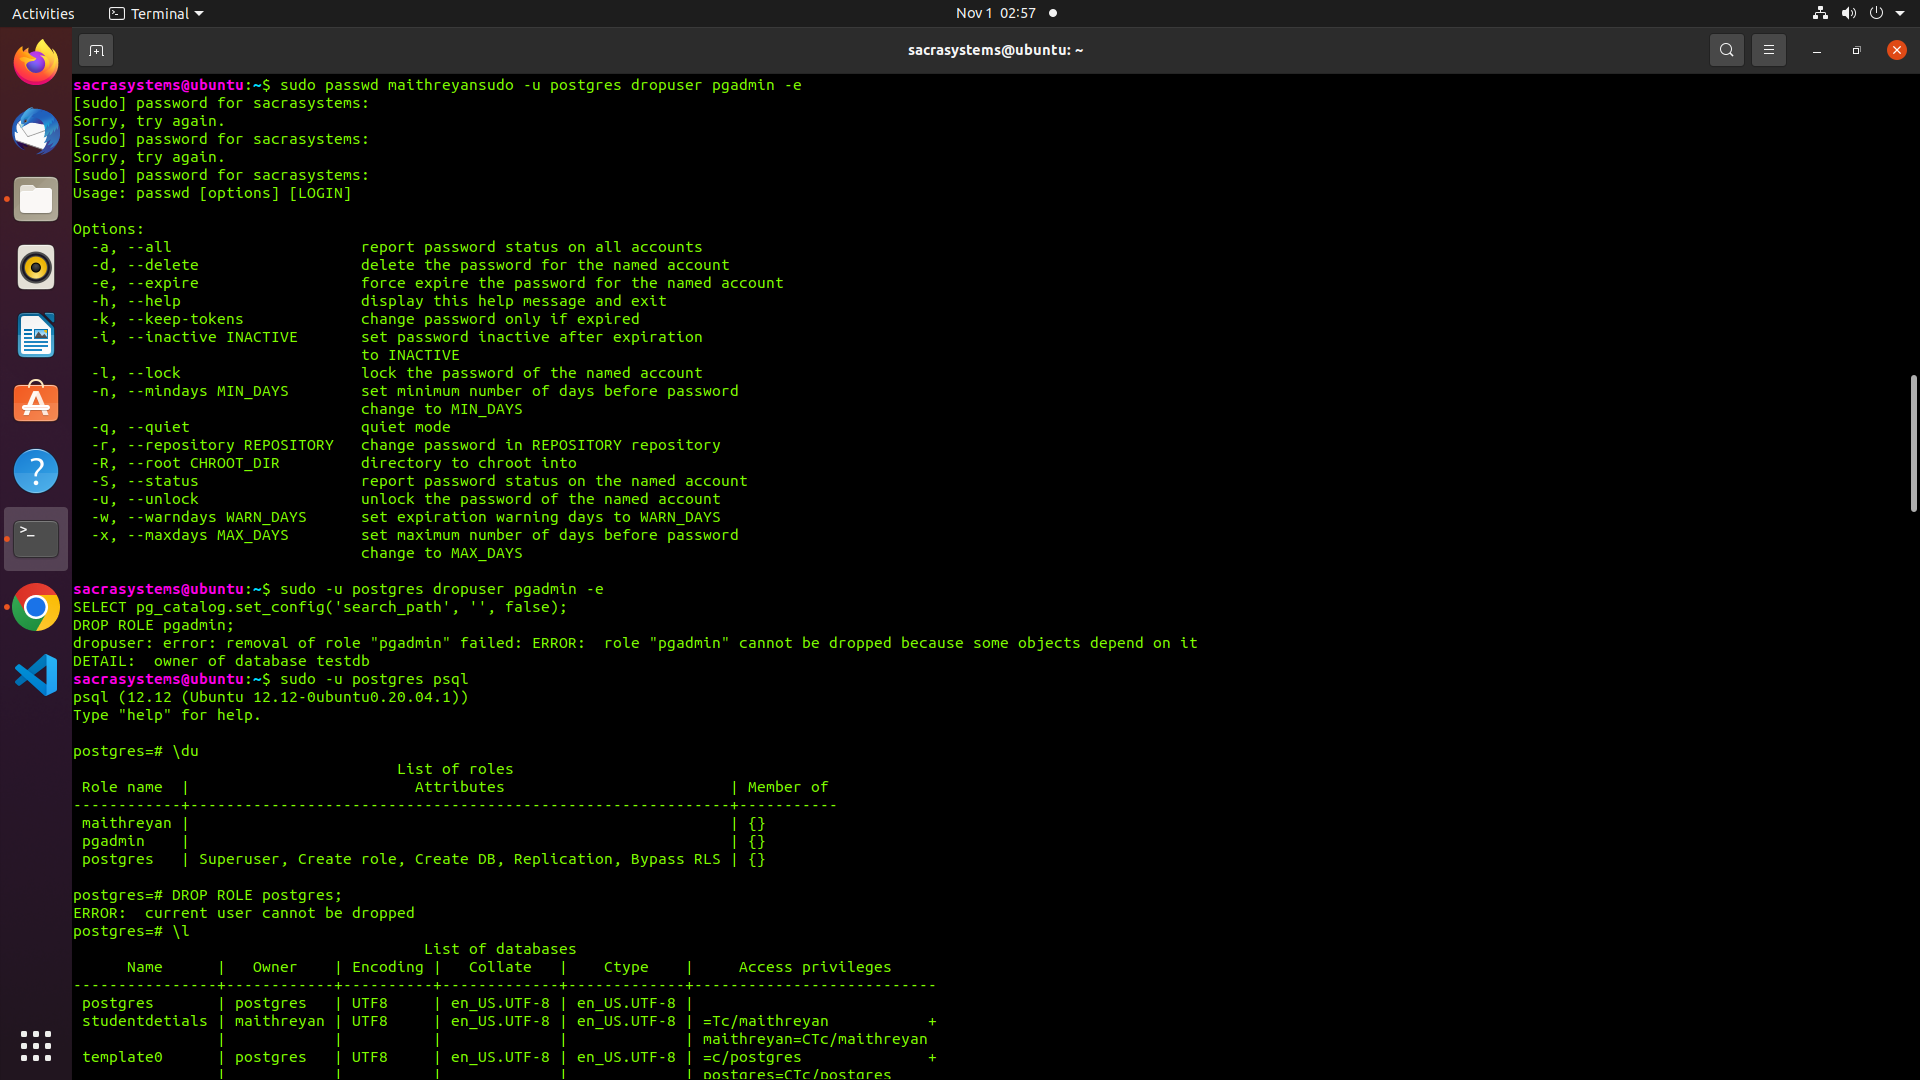 Activities
Terminal
Nov 1 02:57
sacrasystems@ubuntu: ~
sacrasystems@ubuntu:~$ sudo passwd maithreyansudo -u postgres dropuser pgadmin -e
[sudo] password for sacrasystems:
Sorry, try again.
[sudo] password for sacrasystems:
Sorry, try again.
[sudo] password for sacrasystems:
Usage: passwd [options] [LOGIN]
Options:
-a, --all                     report password status on all accounts
-d, --delete                  delete the password for the named account
-e, --expire                  force expire the password for the named account
-h, --help                    display this help message and exit
-k, --keep-tokens             change password only if expired
-i, --inactive INACTIVE       set password inactive after expiration
to INACTIVE
-l, --lock                    lock the password of the named account
-n, --mindays MIN_DAYS        set minimum number of days before password
change to MIN_DAYS
-q, --quiet                   quiet mode
-r, --repository REPOSITORY   change password in REPOSITORY repository
-R, --root CHROOT_DIR         directory to chroot into
-S, --status                  report password status on the named account
-u, --unlock                  unlock the password of the named account
-w, --warndays WARN_DAYS      set expiration warning days to WARN_DAYS
-x, --maxdays MAX_DAYS        set maximum number of days before password
change to MAX_DAYS
sacrasystems@ubuntu:~$ sudo -u postgres dropuser pgadmin -e
SELECT pg_catalog.set_config('search_path', '', false);
DROP ROLE pgadmin;
dropuser: error: removal of role "pgadmin" failed: ERROR:  role "pgadmin" cannot be dropped because some objects depend on it
DETAIL:  owner of database testdb
sacrasystems@ubuntu:~$ sudo -u postgres psql
psql (12.12 (Ubuntu 12.12-0ubuntu0.20.04.1))
Type "help" for help.
postgres=# \du
List of roles
Role name  |                         Attributes                         | Member of
------------+------------------------------------------------------------+-----------
maithreyan |                                                            | {}
pgadmin    |                                                            | {}
postgres   | Superuser, Create role, Create DB, Replication, Bypass RLS | {}
postgres=# DROP ROLE postgres;
ERROR:  current user cannot be dropped
postgres=# \l
List of databases
Name      |   Owner    | Encoding |   Collate   |    Ctype    |     Access privileges
----------------+------------+----------+-------------+-------------+---------------------------
postgres       | postgres   | UTF8     | en_US.UTF-8 | en_US.UTF-8 |
studentdetials | maithreyan | UTF8     | en_US.UTF-8 | en_US.UTF-8 | =Tc/maithreyan           +
|            |          |             |             | maithreyan=CTc/maithreyan
template0      | postgres   | UTF8     | en_US.UTF-8 | en_US.UTF-8 | =c/postgres              +
|            |          |             |             | postgres=CTc/postgres